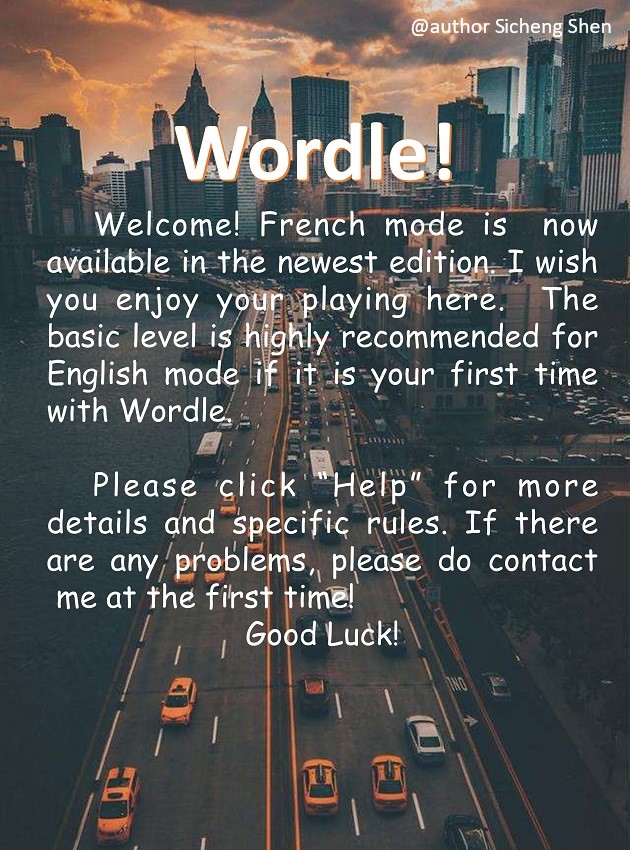 @author Sicheng Shen
Wordle!
Welcome! French mode is now
available in the newest edition. I wish
you enjoy your playing here. The
basic level is highly recommended for
English mode if it is your first time
with Wordle.
Please click “Help” for more
details and specific rules. If there
are any problems, please do contact
me at the first time!
Good Luck!